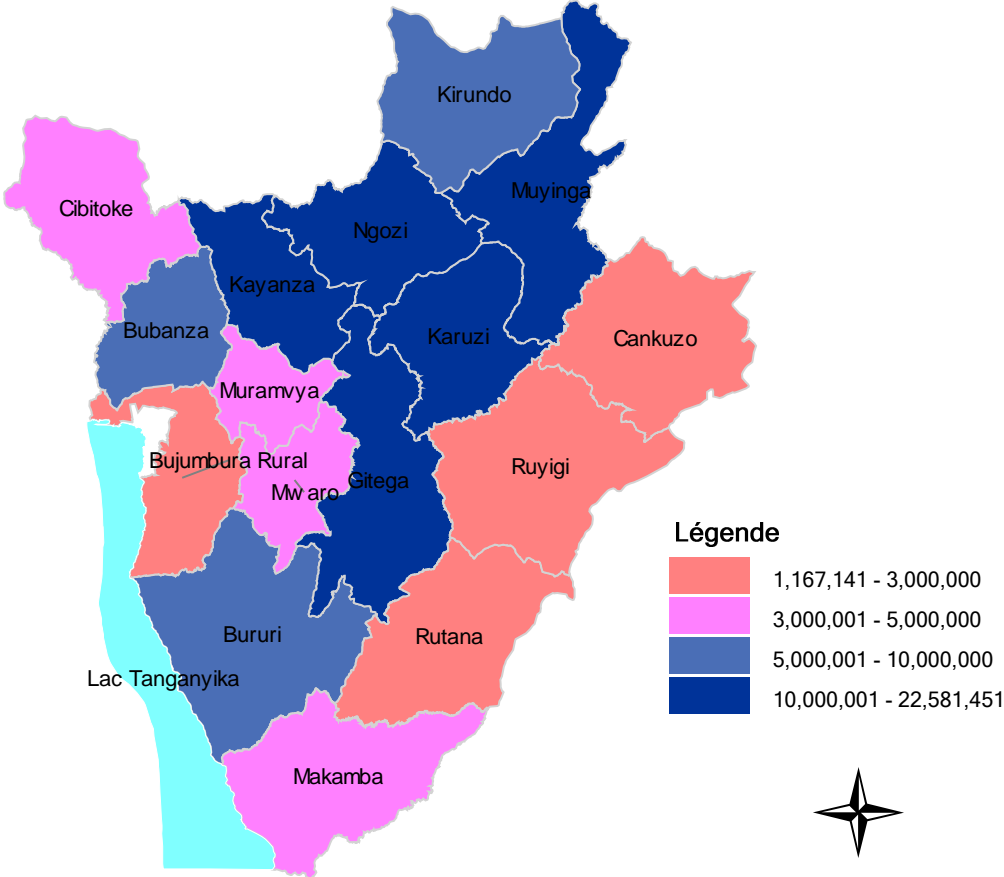 Kirundo
Muyinga
Cibitoke
Ngozi
Kayanza
Bubanza
Karuzi
Cankuzo
Muramvya
Bujumbura Rural
Ruyigi
Gitega
Mwaro
Légende
1,167,141 - 3,000,000
3,000,001 - 5,000,000
Bururi
Rutana
5,000,001 - 10,000,000
Lac Tanganyika
10,000,001 - 22,581,451
Makamba